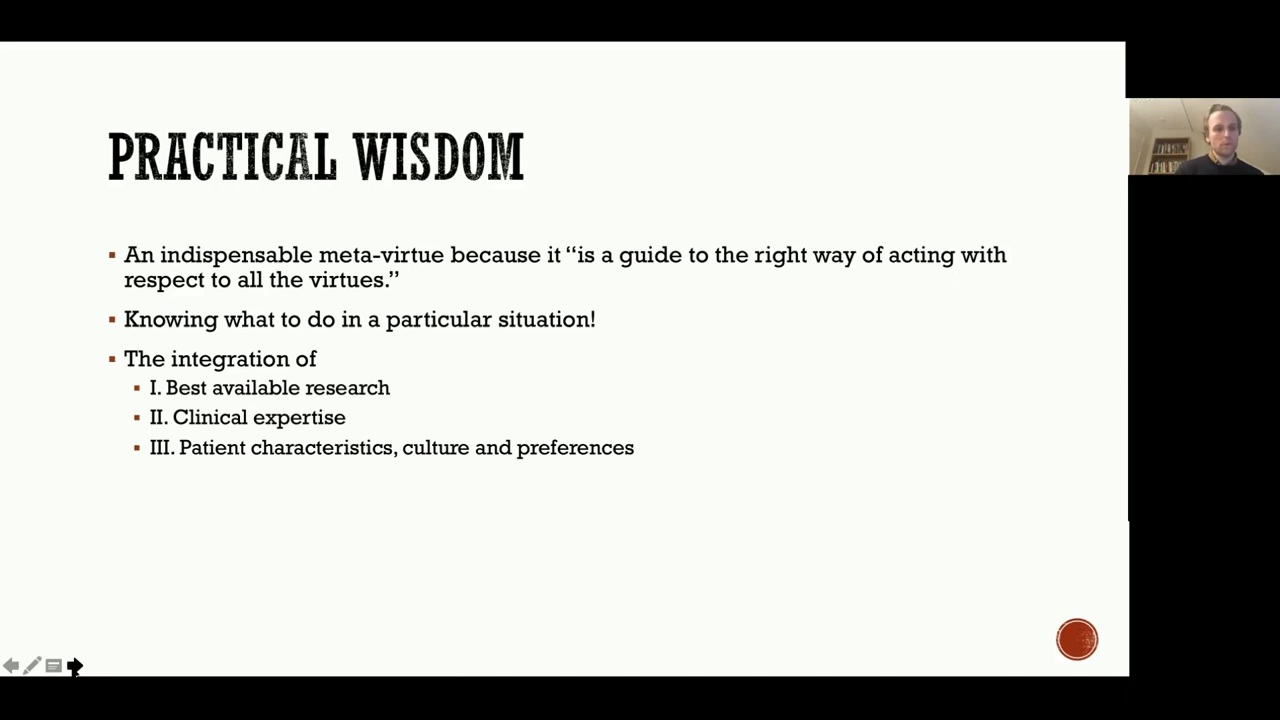 PRACTICAL WISDOM
An indispensable meta-virtue because it “is a guide to the right way of acting with
respect to all the virtues.”
Knowing what to do in a particular situation!
The integration of
I. Best available research
II. Clinical expertise
III. Patient characteristics, culture and preferences